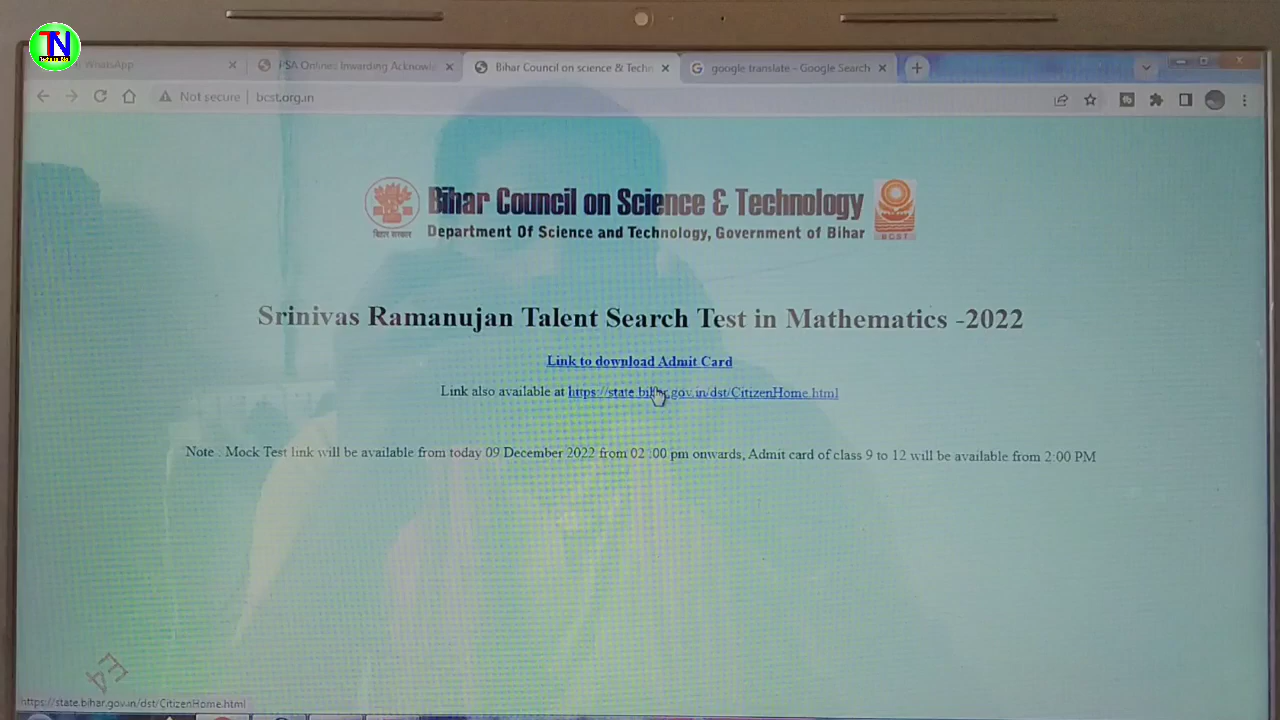 TN
WhatsApp
PSA Online: Inwarding Acknowle
Bihar Council on science & Techn
google translate - Google Search
Not secure
bcst.org.in
Bihar Council on Science & Technology
Department Of Science and Technology, Government of Bihar
बिहार सरकार
BCST
Srinivas Ramanujan Talent Search Test in Mathematics -2022
Link to download Admit Card
Link also available at https://state.bihar.gov.in/dst/CitizenHome.html
Note : Mock Test link will be available from today 09 December 2022 from 02 :00 pm onwards, Admit card of class 9 to 12 will be available from 2:00 PM
https://state.bihar.gov.in/dst/CitizenHome.html